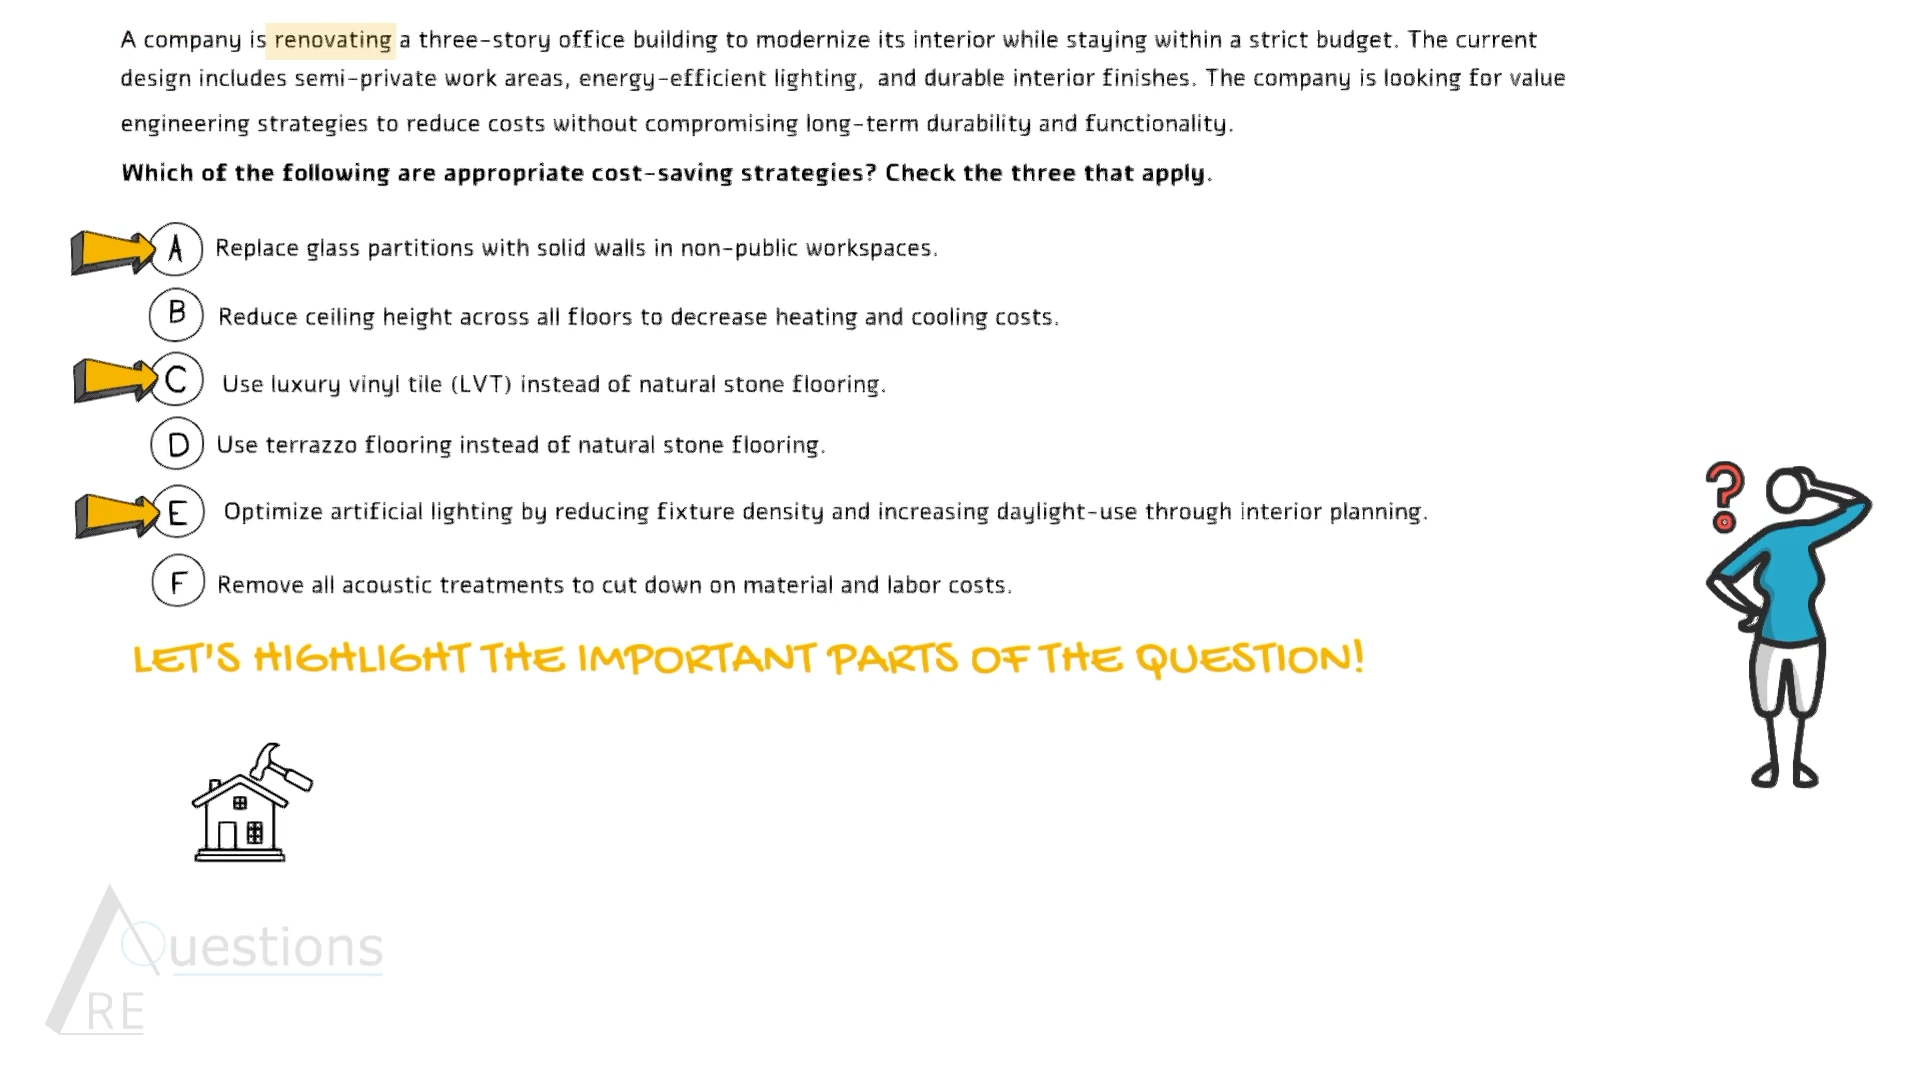 A company is renovating a three-story office building to modernize its interior while staying within a strict budget. The current
design includes semi-private work areas, energy-efficient lighting, and durable interior finishes. The company is looking for value
engineering strategies to reduce costs without compromising long-term durability and functionality.
Which of the following are appropriate cost-saving strategies? Check the three that apply.
A Replace glass partitions with solid walls in non-public workspaces.
B Reduce ceiling height across all floors to decrease heating and cooling costs.
C Use luxury vinyl tile (LVT) instead of natural stone flooring.
D Use terrazzo flooring instead of natural stone flooring.
E Optimize artificial lighting by reducing fixture density and increasing daylight-use through interior planning.
F Remove all acoustic treatments to cut down on material and labor costs.
LET'S HIGHLIGHT THE IMPORTANT PARTS OF THE QUESTION!
?
Questions
ARE